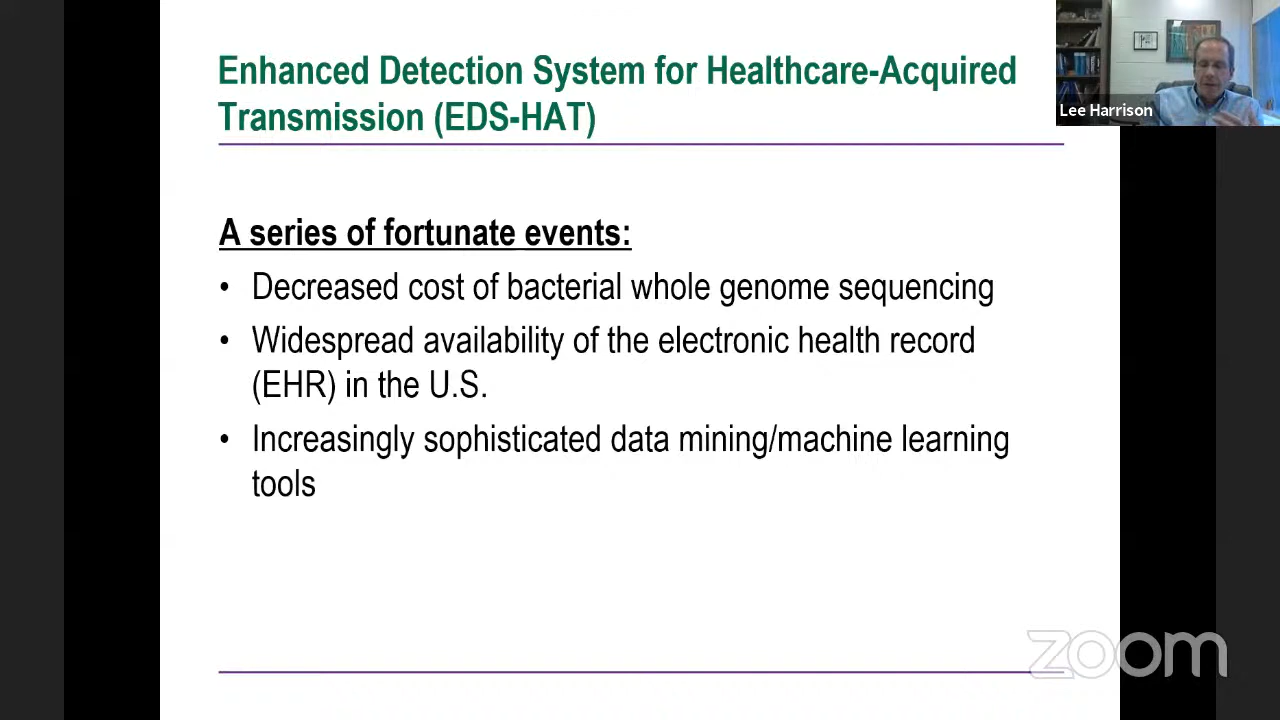 Enhanced Detection System for Healthcare-Acquired
Transmission (EDS-HAT)
Lee Harrison
A series of fortunate events:
• Decreased cost of bacterial whole genome sequencing
• Widespread availability of the electronic health record
(EHR) in the U.S.
• Increasingly sophisticated data mining/machine learning
tools
zoom